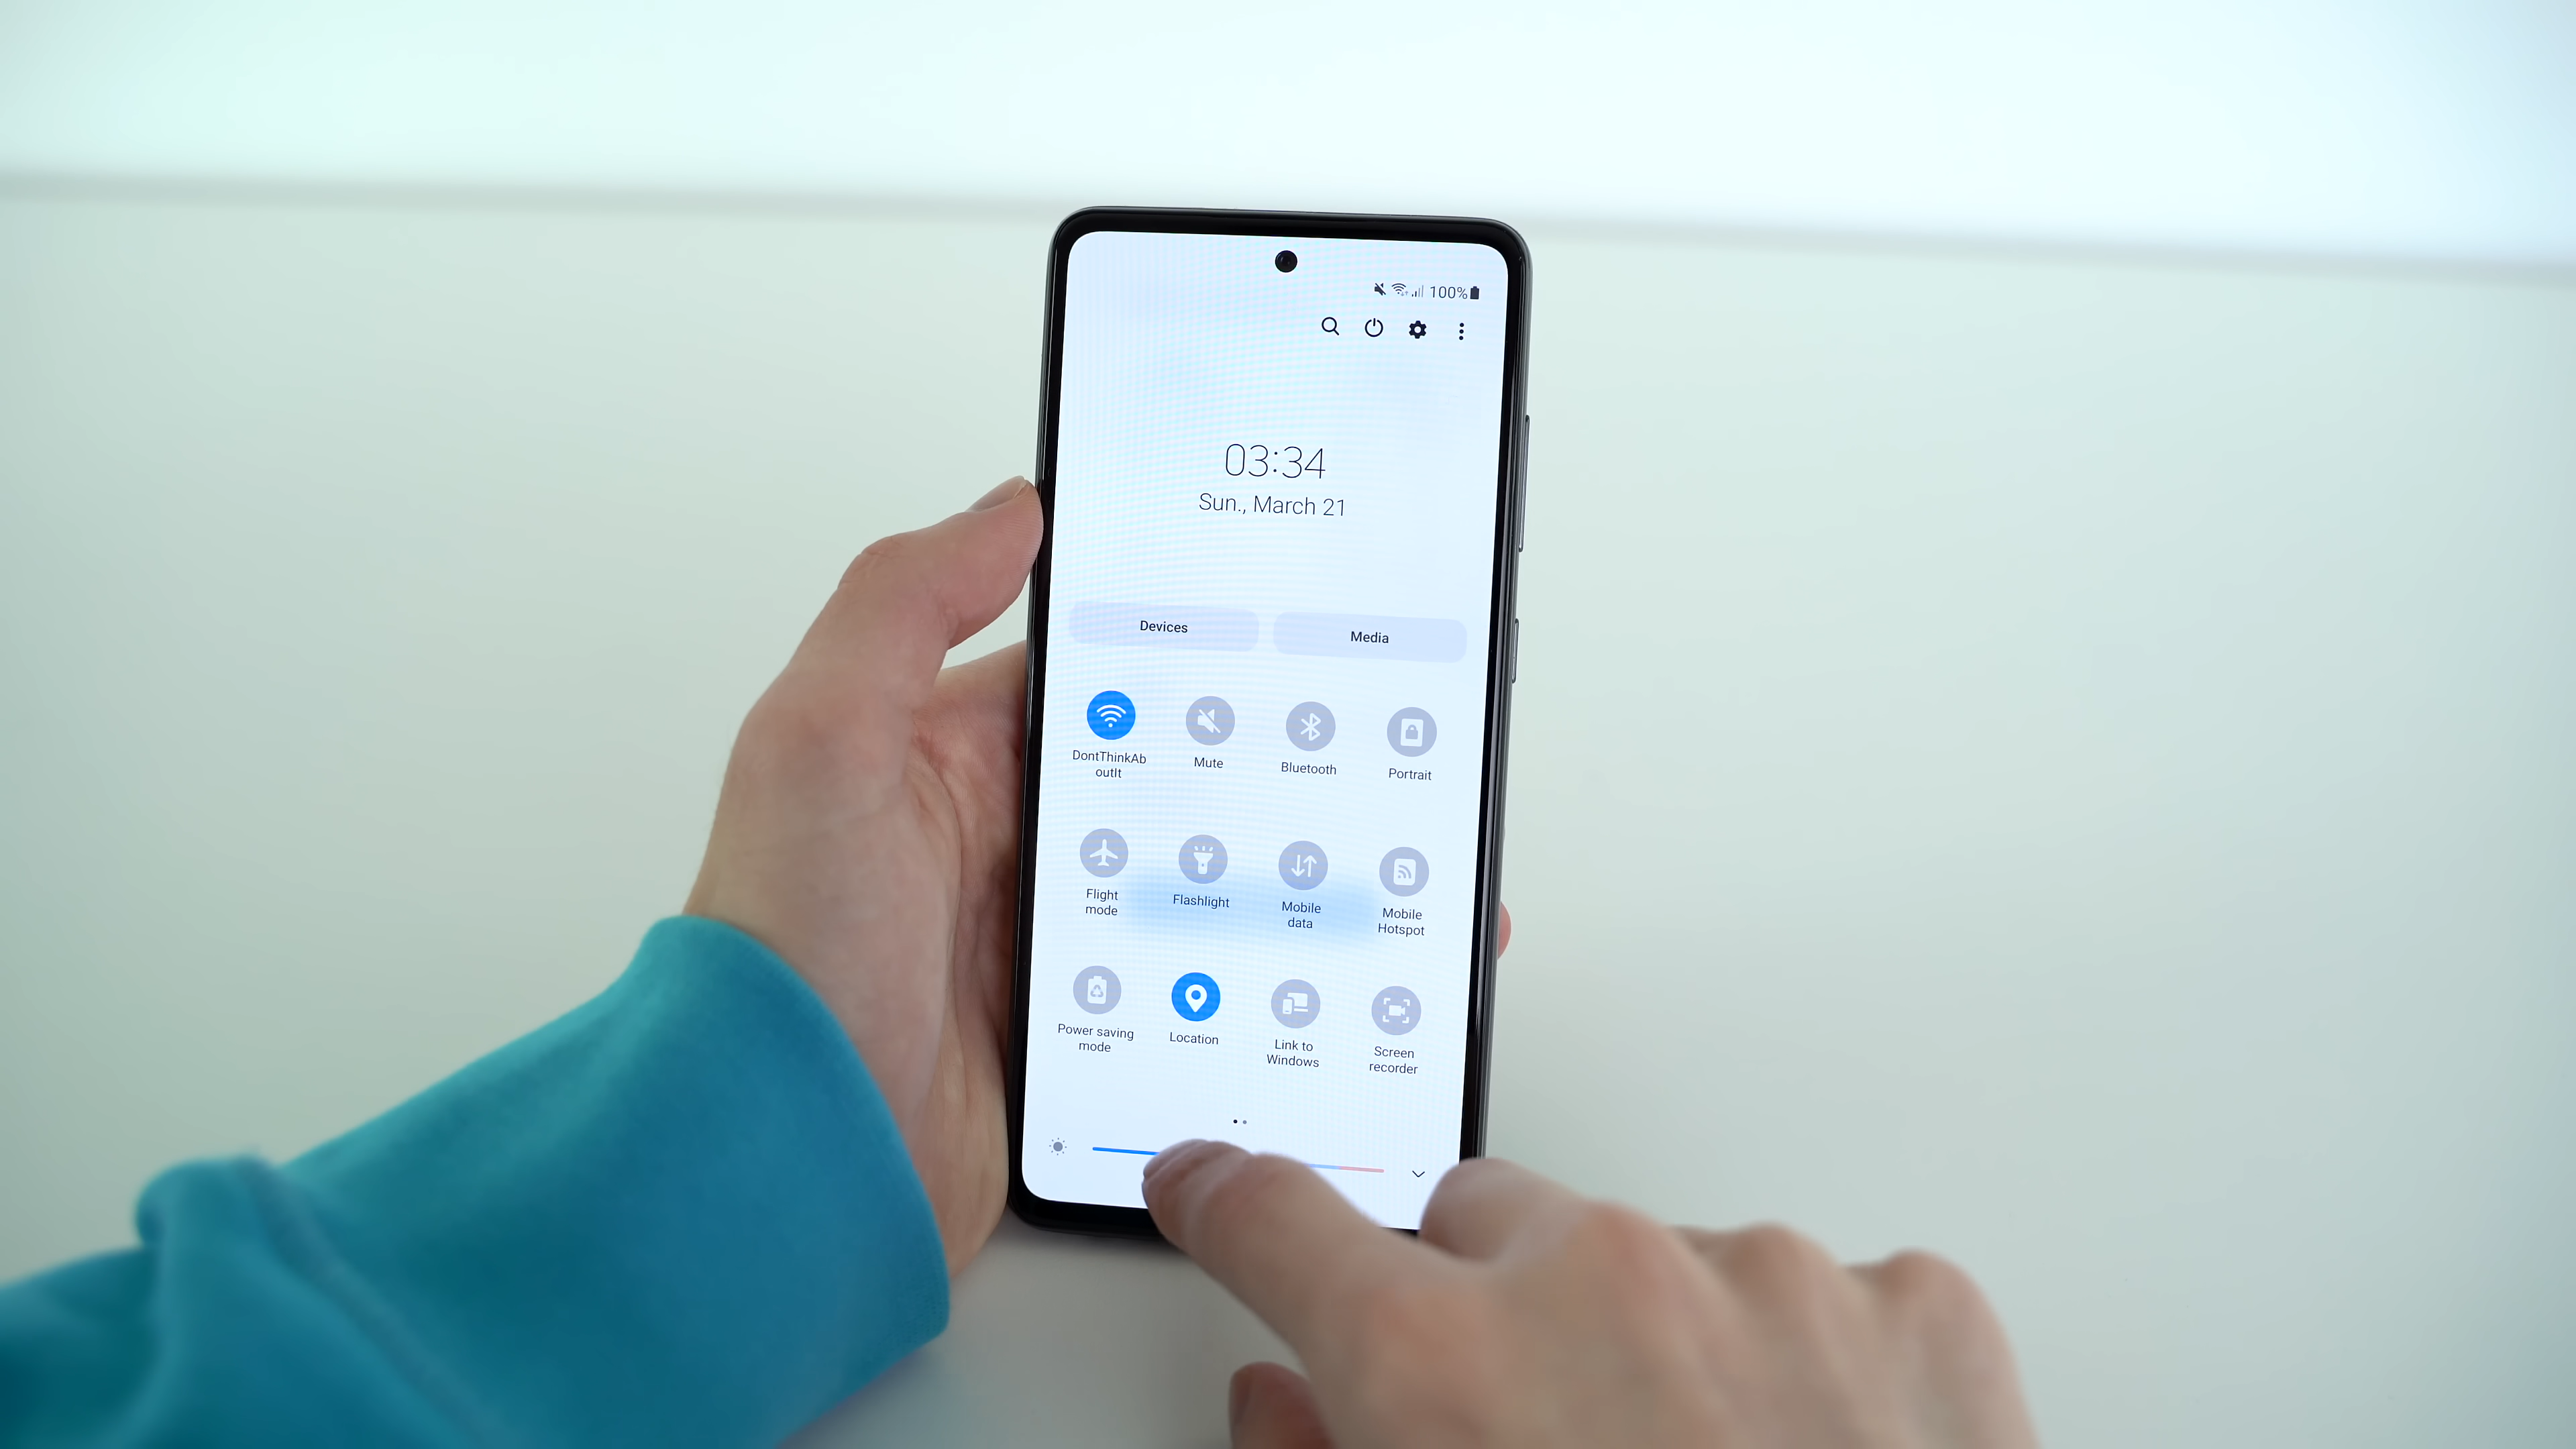 100%
03:34
Sun., March 21
Devices
Media
DontThinkAb
outIt
Mute
Bluetooth
Portrait
Flight
mode
Flashlight
Mobile
data
Mobile
Hotspot
Power saving
mode
Location
Link to
Windows
Screen
recorder